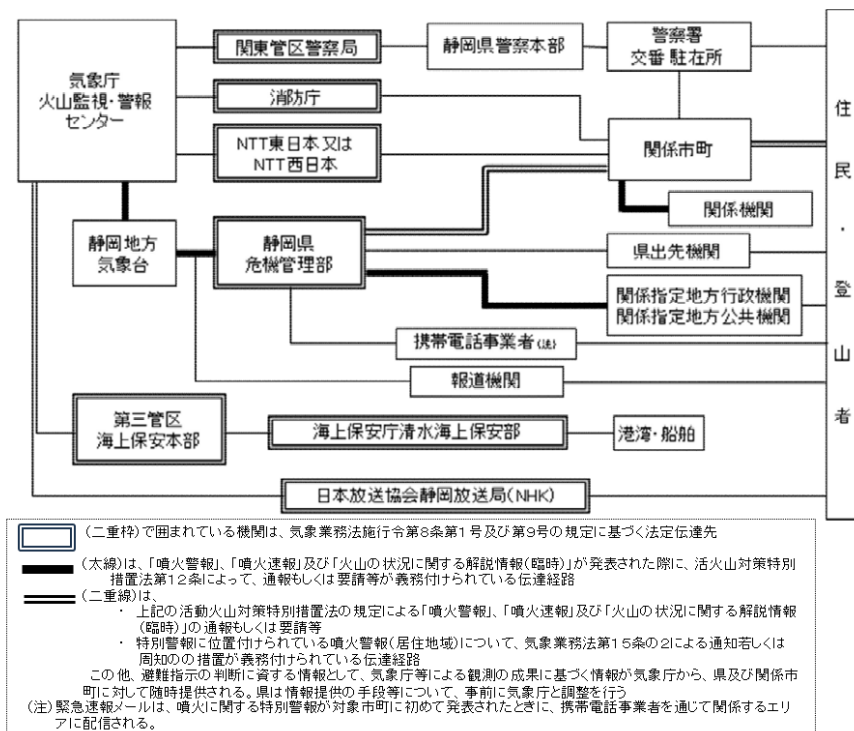 気象庁
火山監視・警報
センター
関東管区警察局
静岡県警察本部
警察署
交番 駐在所
消防庁
NTT東日本又は
NTT西日本
関係市町
関係機関
静岡地方
気象台
静岡県
危機管理部
県出先機関
関係指定地方行政機関
関係指定地方公共機関
携帯電話事業者(注)
報道機関
第三管区
海上保安本部
海上保安庁清水海上保安部
港湾・船舶
日本放送協会静岡放送局(NHK)
住民・登山者
(二重枠)で囲まれている機関は、気象業務法施行令第8条第1号及び第9号の規定に基づく法定伝達先
(太線)は、「噴火警報」、「噴火速報」及び「火山の状況に関する解説情報(臨時)」が発表された際に、活火山対策特別
措置法第12条によって、通報もしくは要請等が義務付けられている伝達経路
(二重線)は、
・ 上記の活動火山対策特別措置法の規定による「噴火警報」、「噴火速報」及び「火山の状況に関する解説情報
(臨時)」の通報もしくは要請等
・ 特別警報に位置付けられている噴火警報(居住地域)について、気象業務法第15条の2による通知若しくは
周知のの措置が義務付けられている伝達経路
この他、避難指示の判断に資する情報として、気象庁等による観測の成果に基づく情報が気象庁から、県及び関係市
町に対して随時提供される。県は情報提供の手段等について、事前に気象庁と調整を行う
(注)緊急速報メールは、噴火に関する特別警報が対象市町に初めて発表されたときに、携帯電話事業者を通じて関係するエリ
アに配信される。